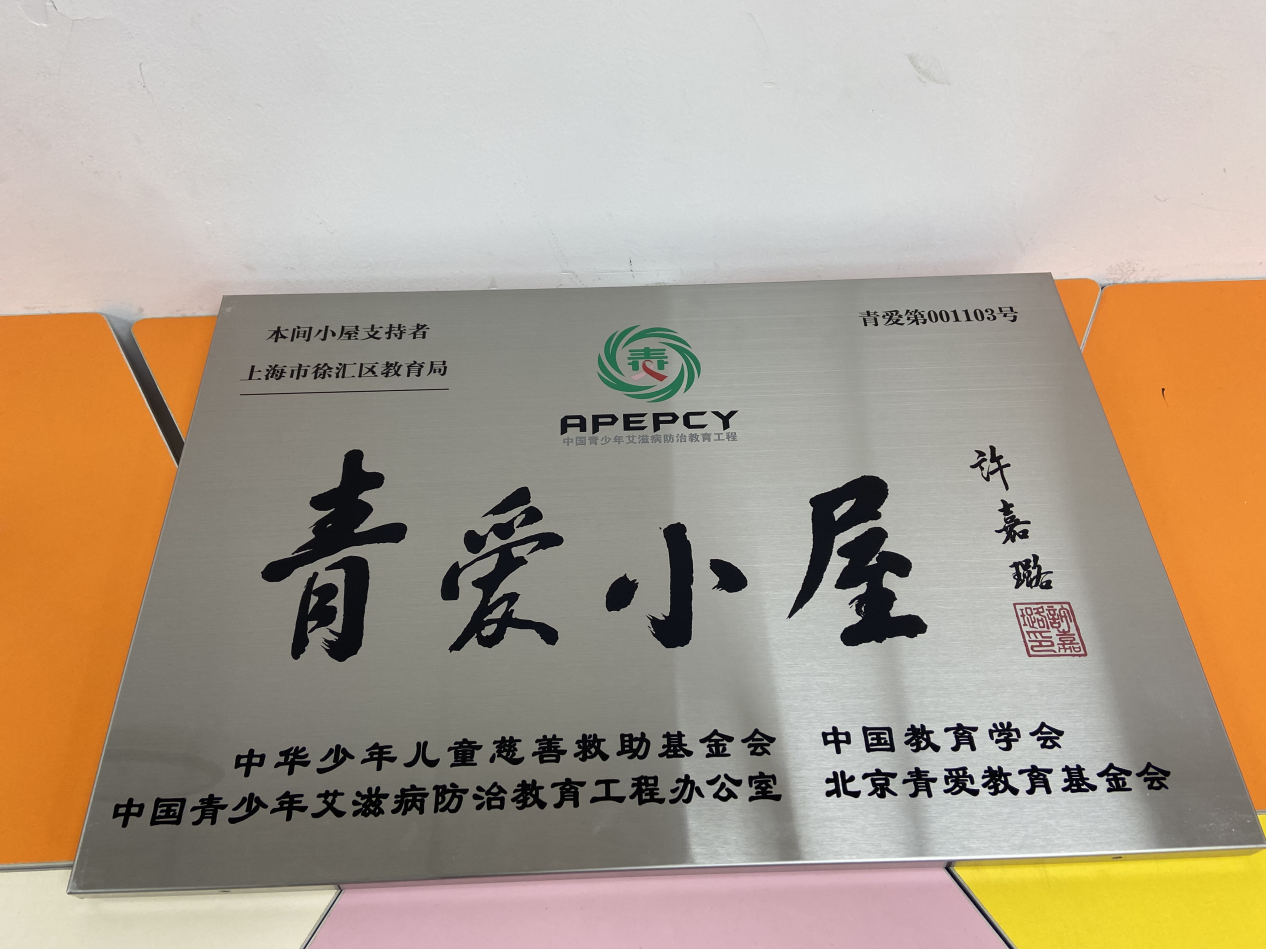 本间小屋支持者
上海市徐汇区教育局
青爱第001103号
青
APEPCY
中国青少年艾滋病防治教育工程
青爱小屋
许嘉璐
許嘉璐印
中华少年儿童慈善救助基金会 中国教育学会
中国青少年艾滋病防治教育工程办公室 北京青爱教育基金会